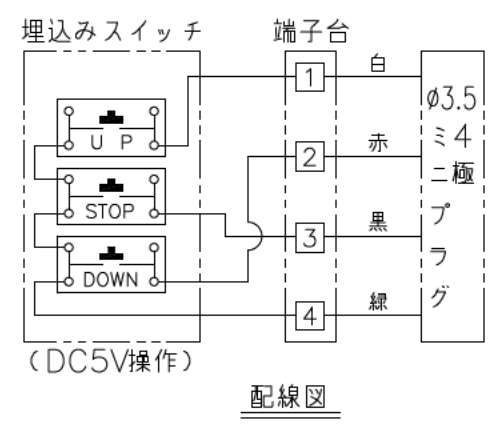 埋込みスイッチ
端子台
1
白
UP
2
赤
STOP
3
黒
DOWN
4
緑
φ3.5
ミ4
ニ極
プ
ラ
グ
(DC5V操作)
配線図